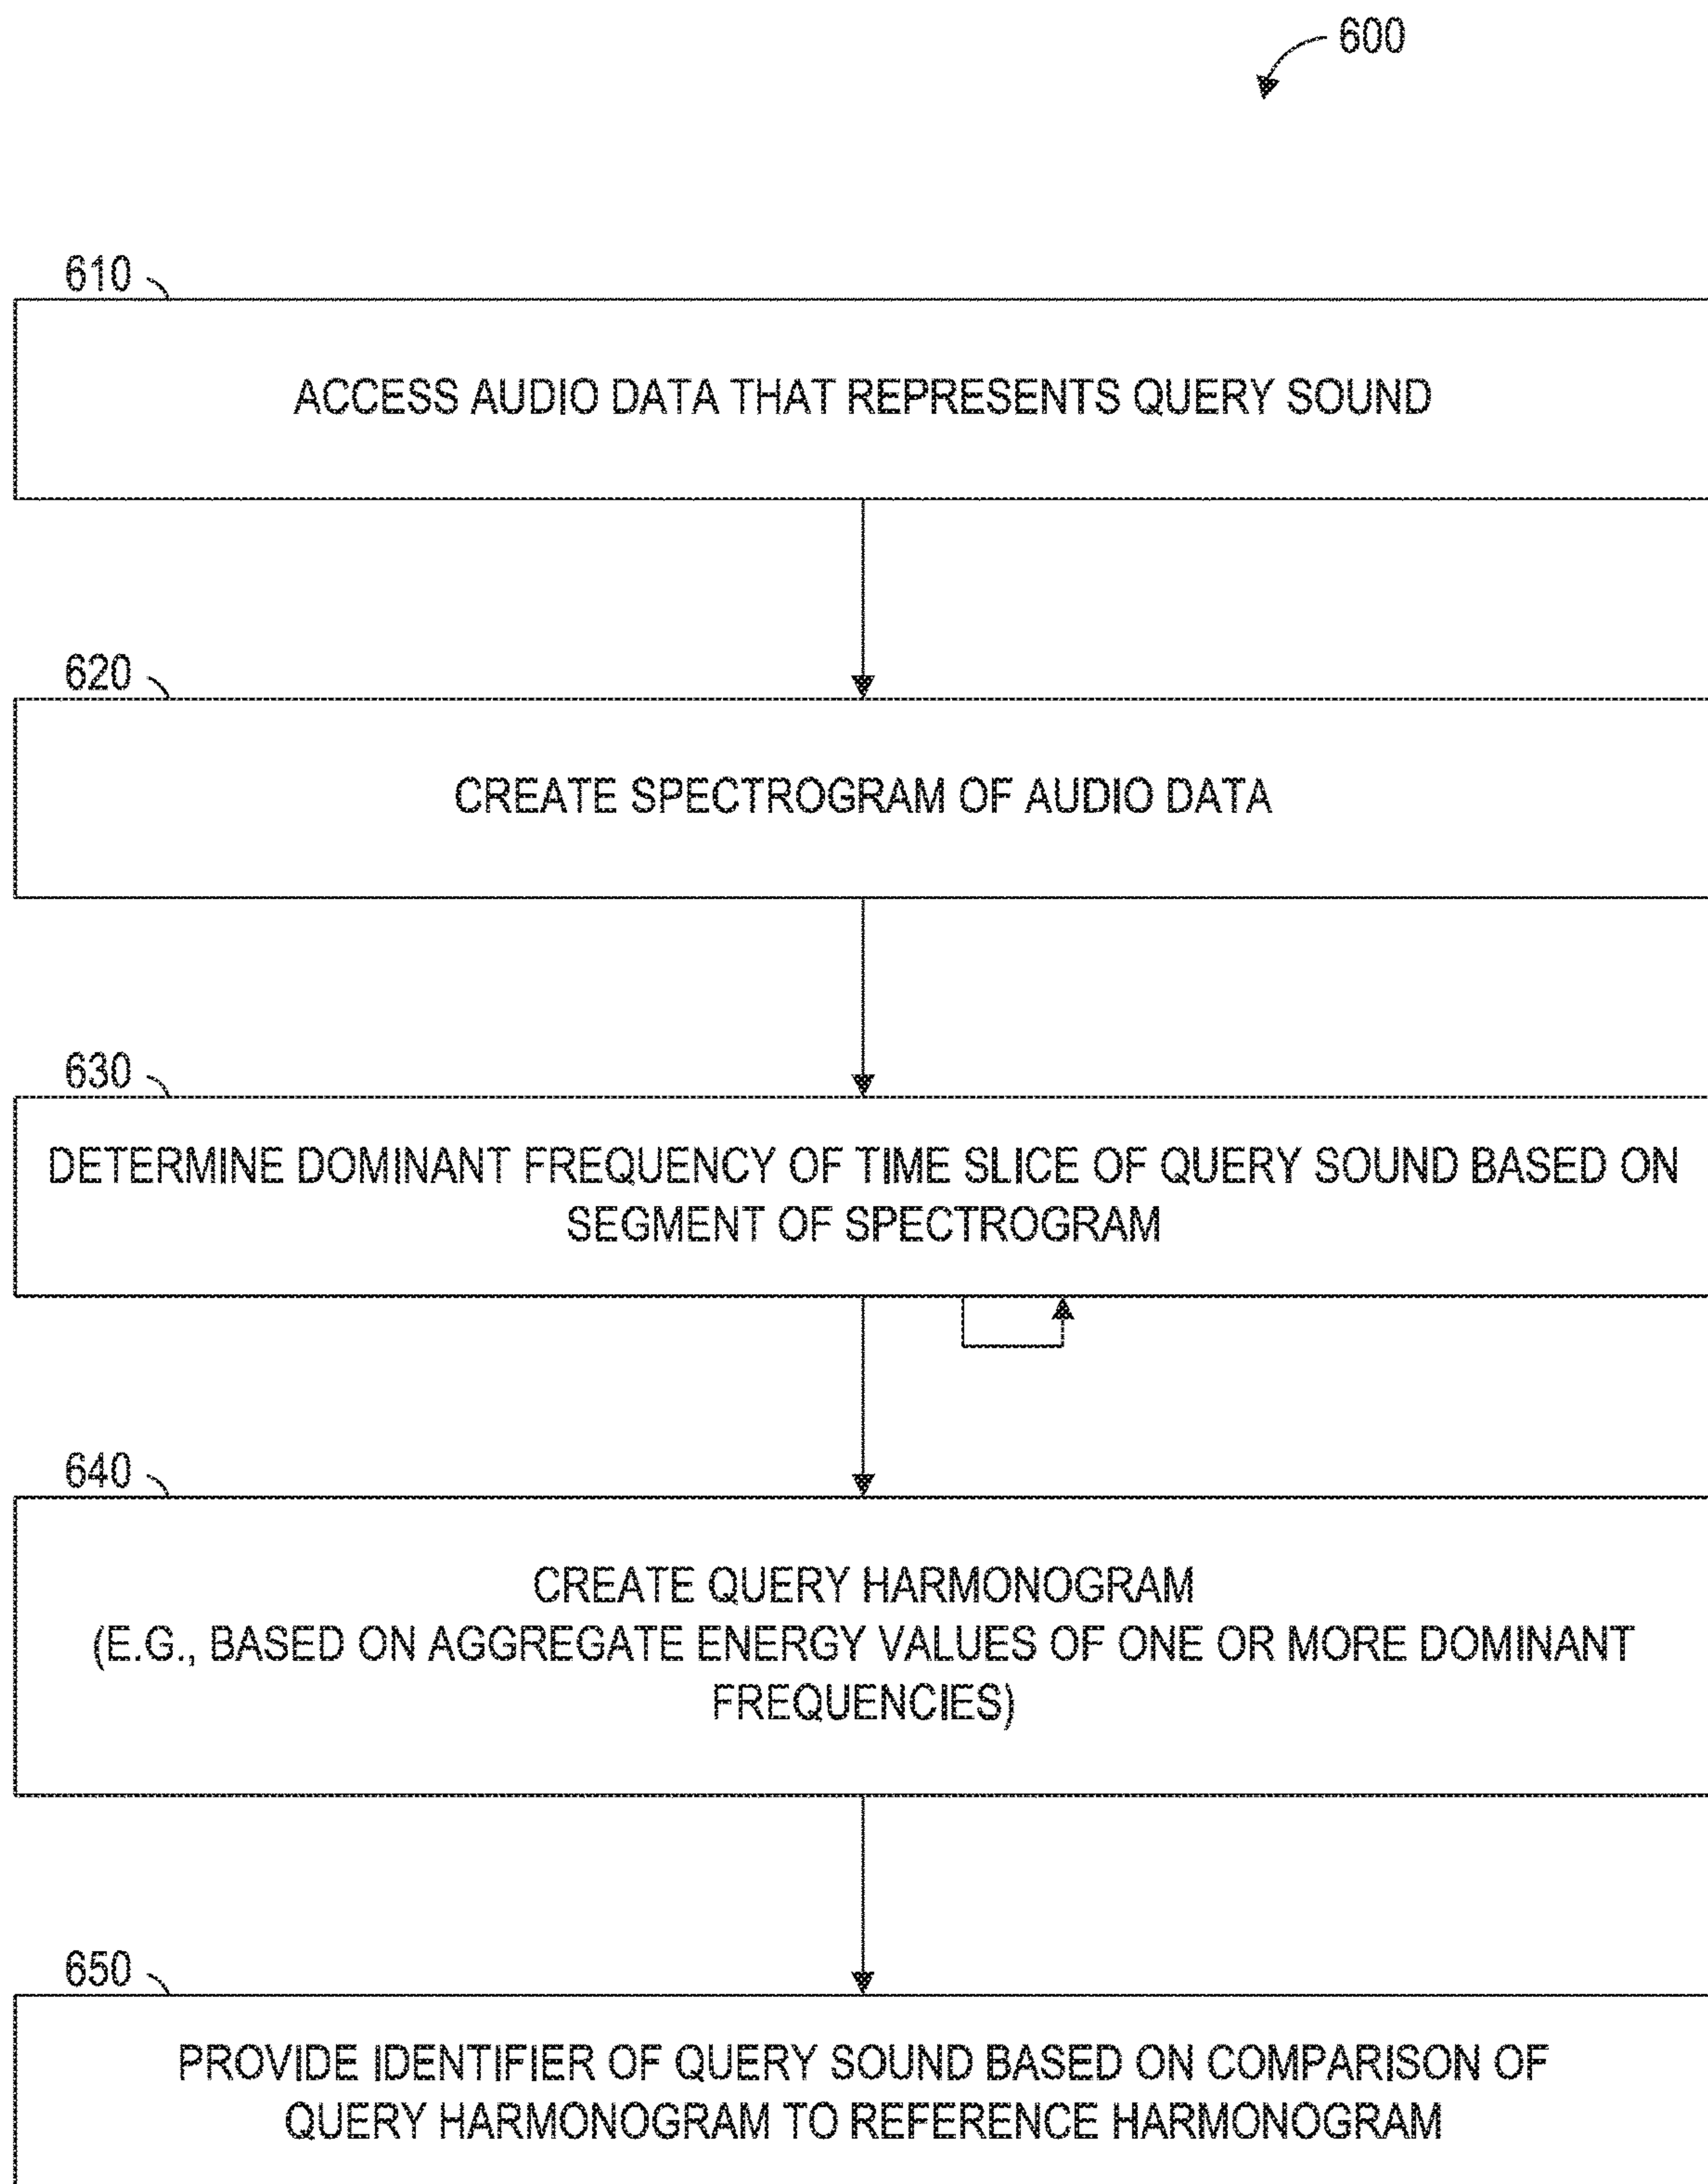 600
610
ACCESS AUDIO DATA THAT REPRESENTS QUERY SOUND
620
CREATE SPECTROGRAM OF AUDIO DATA
630
DETERMINE DOMINANT FREQUENCY OF TIME SLICE OF QUERY SOUND BASED ON
SEGMENT OF SPECTROGRAM
640
CREATE QUERY HARMONOGRAM
(E.G., BASED ON AGGREGATE ENERGY VALUES OF ONE OR MORE DOMINANT
FREQUENCIES)
650
PROVIDE IDENTIFIER OF QUERY SOUND BASED ON COMPARISON OF
QUERY HARMONOGRAM TO REFERENCE HARMONOGRAM